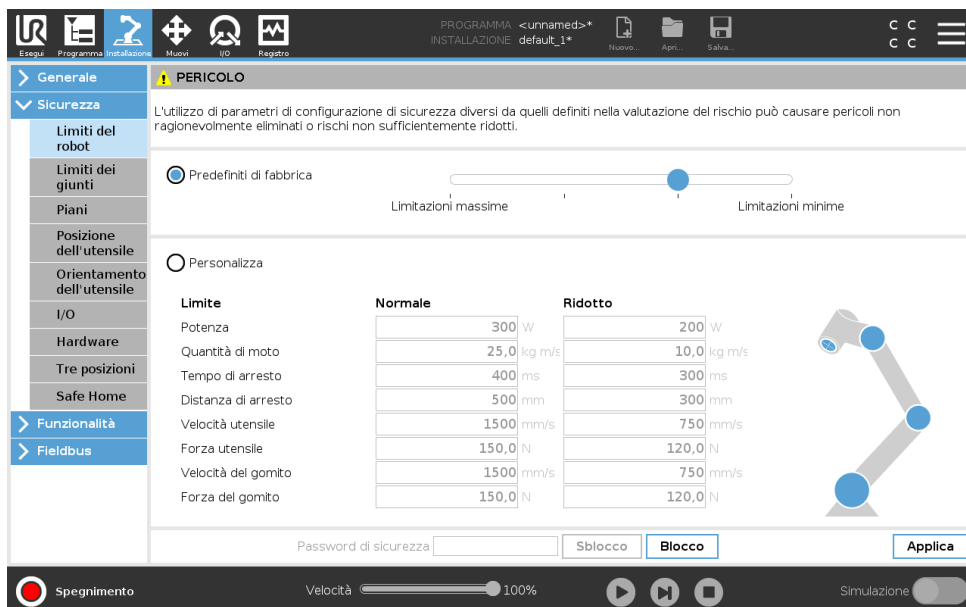 UR
PROGRAMMA <unnamed>*
INSTALLAZIONE default_1*
C C
C C
Esegui Programma Installazione Muovi I/O Registro Nuovo... Apri... Salva...
Generale
Sicurezza
Limiti del
robot
Limiti dei
giunti
Piani
Posizione
dell'utensile
Orientamento
dell'utensile
I/O
Hardware
Tre posizioni
Safe Home
Funzionalità
Fieldbus
PERICOLO
L'utilizzo di parametri di configurazione di sicurezza diversi da quelli definiti nella valutazione del rischio può causare pericoli non
ragionevolmente eliminati o rischi non sufficientemente ridotti.
Predefiniti di fabbrica
Limitazioni massime Limitazioni minime
Personalizza
Limite Normale Ridotto
Potenza 300 W 200 W
Quantità di moto 25,0 kg m/s 10,0 kg m/s
Tempo di arresto 400 ms 300 ms
Distanza di arresto 500 mm 300 mm
Velocità utensile 1500 mm/s 750 mm/s
Forza utensile 150,0 N 120,0 N
Velocità del gomito 1500 mm/s 750 mm/s
Forza del gomito 150,0 N 120,0 N
Password di sicurezza Sblocco Blocco Applica
Spegnimento Velocità 100% Simulazione